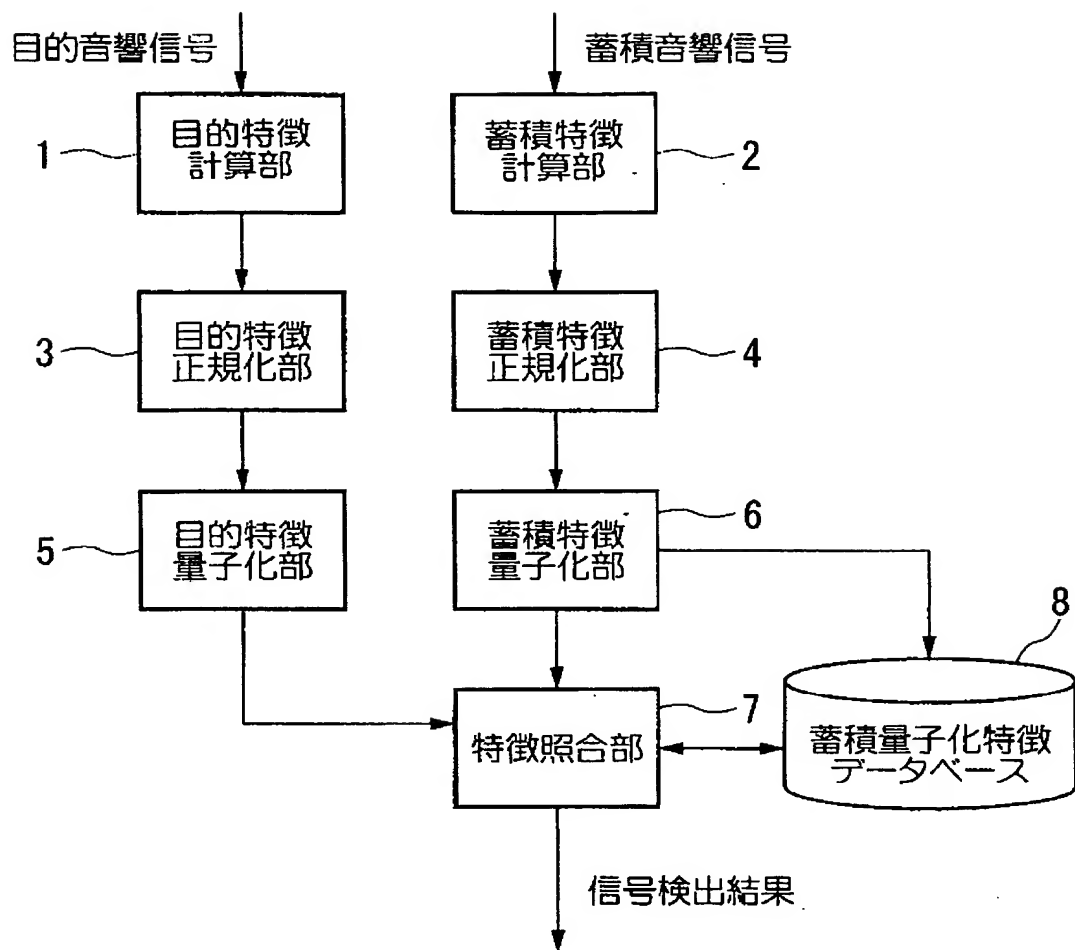 目的音響信号
蓄積音響信号
目的特徴
計算部
1
蓄積特徴
計算部
2
目的特徴
正規化部
3
蓄積特徴
正規化部
4
目的特徴
量子化部
5
蓄積特徴
量子化部
6
特徴照合部
7
8
蓄積量子化特徴
データベース
信号検出結果